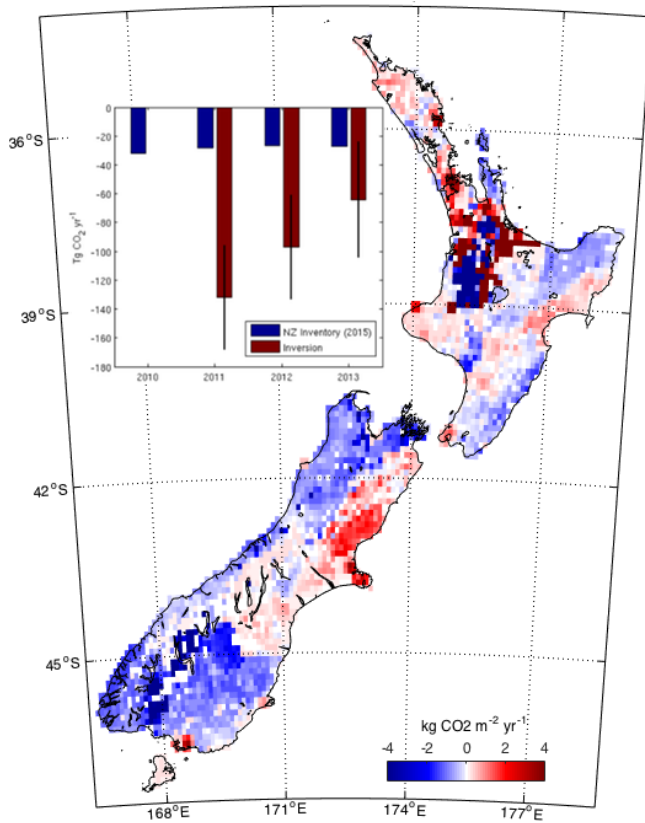 0
-20
-40
-60
-80
-100
-120
-140
-160
-180
Tg CO₂ yr⁻¹
2010
2011
2012
2013
NZ Inventory (2015)
Inversion
36°S
39°S
42°S
45°S
kg CO2 m⁻² yr⁻¹
-4
-2
0
2
4
168°E
171°E
174°E
177°E